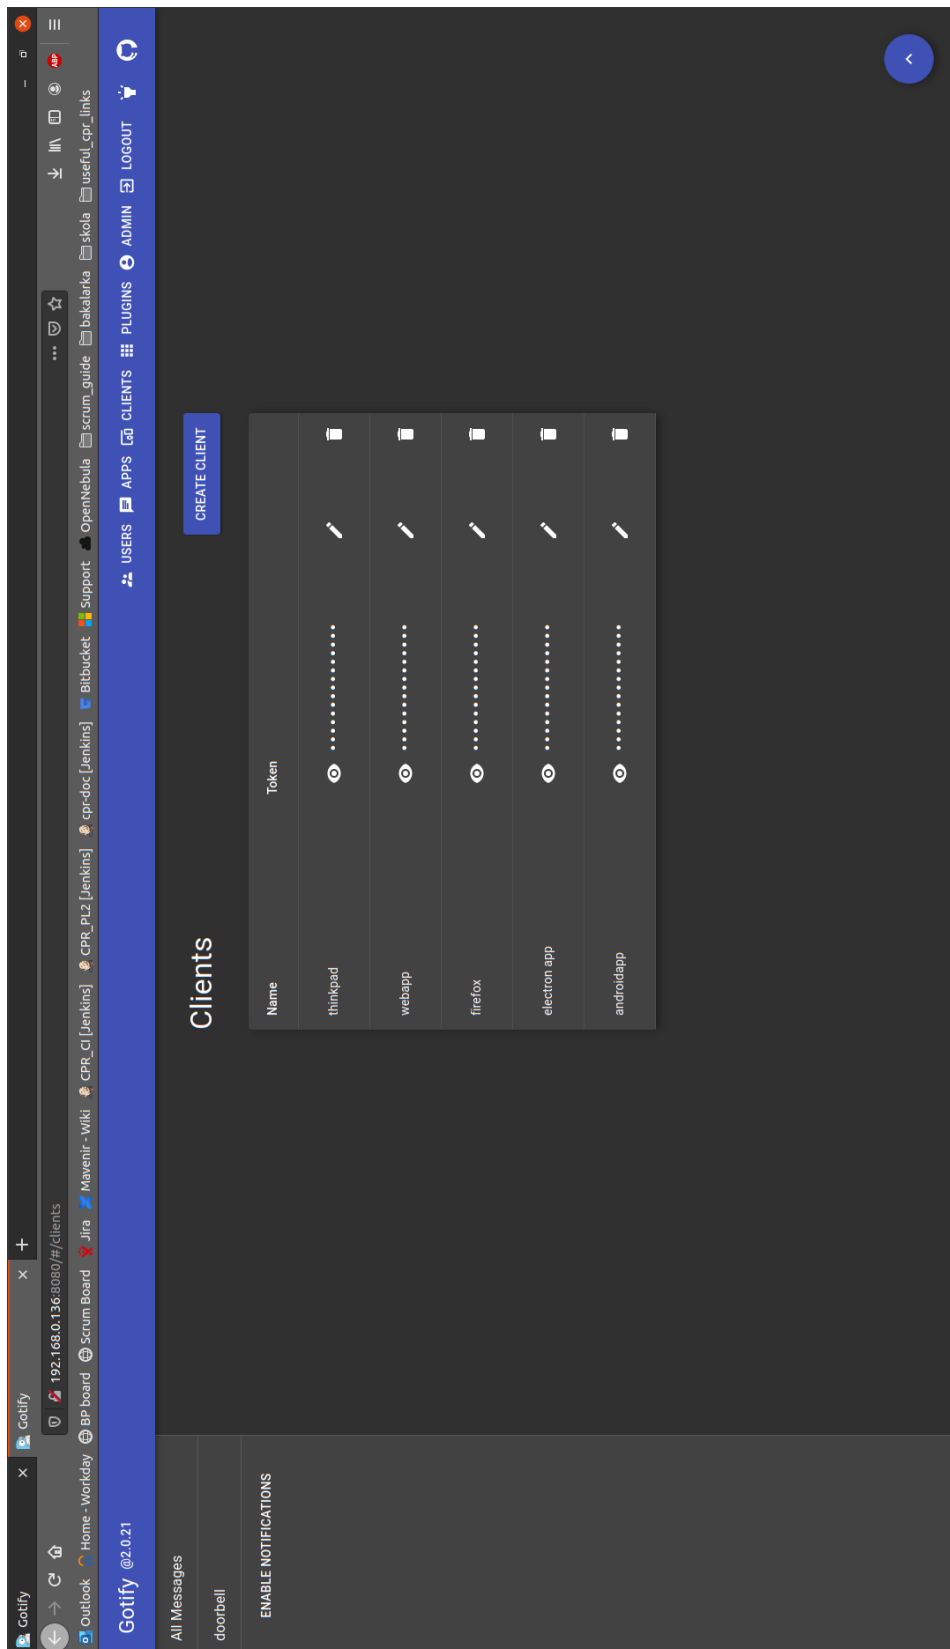 Gotify
Gotify
192.168.0.136:8080/#/clients
ABP
Outlook Home - Workday BP board Scrum Board Jira Mavenir - Wiki CPR_CI [Jenkins] CPR_PL2 [Jenkins] cpr-doc [Jenkins] Bitbucket Support OpenNebula scrum_guide bakalarka skola useful_cpr_links
Gotify @2.0.21 USERS APPS CLIENTS PLUGINS ADMIN LOGOUT
All Messages
doorbell
ENABLE NOTIFICATIONS
Clients CREATE CLIENT
Name Token
thinkpad •••••••••••••••
webapp •••••••••••••••
firefox •••••••••••••••
electron app •••••••••••••••
androidapp •••••••••••••••